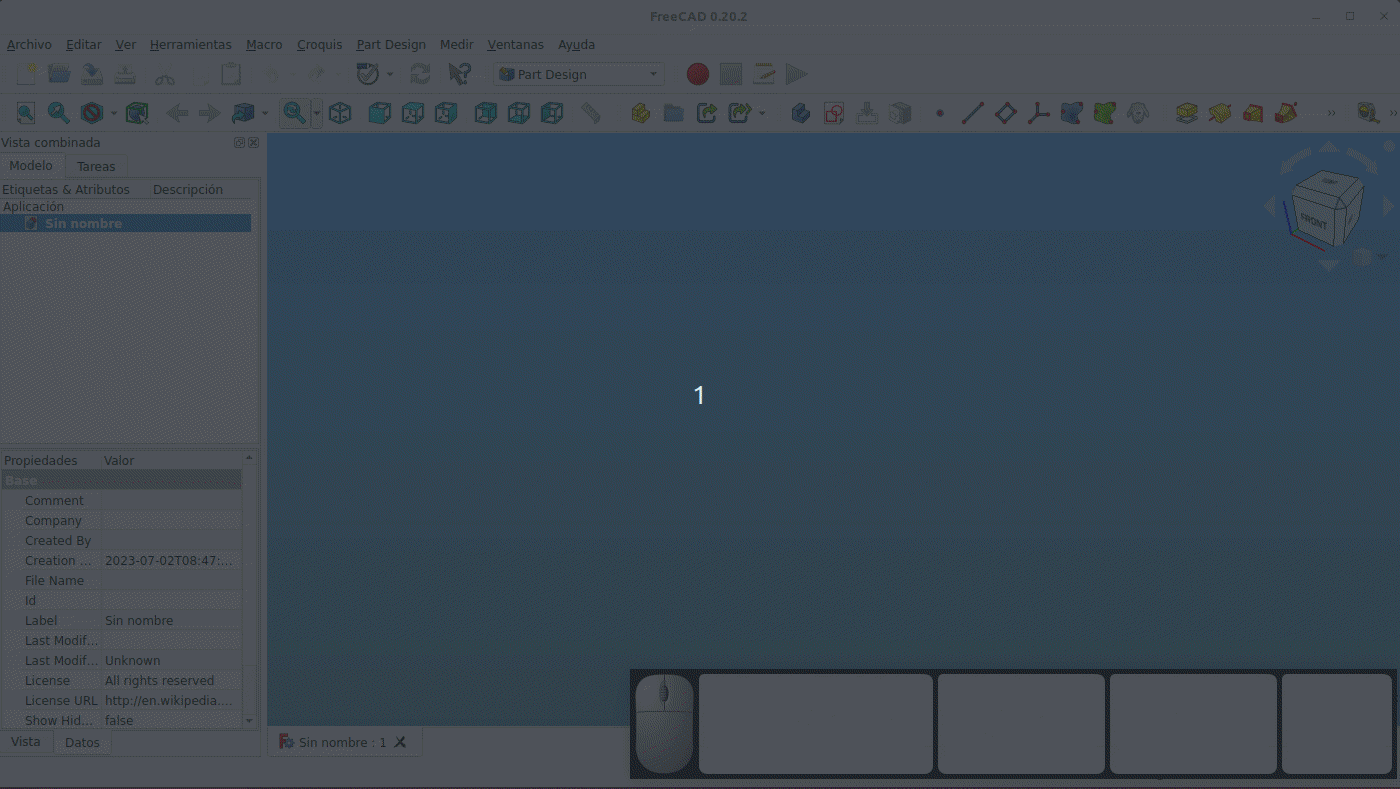 FreeCAD 0.20.2
Archivo Editar Ver Herramientas Macro Croquis Part Design Medir Ventanas Ayuda
Part Design
Vista combinada
Modelo Tareas
Etiquetas & Atributos Descripción
Aplicación
Sin nombre
FRONT
1
Propiedades Valor
Base
Comment
Company
Created By
Creation ... 2023-07-02T08:47:...
File Name
Id
Label Sin nombre
Last Modif...
Last Modif... Unknown
License All rights reserved
License URL http://en.wikipedia....
Show Hid... false
Vista Datos
Sin nombre : 1